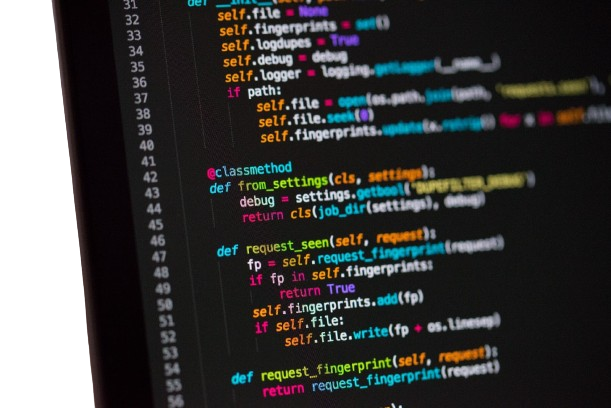 31 def __init__(self,
32 self.file = None
33 self.fingerprints = set()
34 self.logdupes = True
35 self.debug = debug
36 self.logger = logging.getLogger(__name__)
37 if path:
38 self.file = open(os.path.join(path, 'requests.seen'),
39 self.file.seek(0)
40 self.fingerprints.update(x.rstrip() for x in self.file
41
42 @classmethod
43 def from_settings(cls, settings):
44 debug = settings.getbool('DUPEFILTER_DEBUG')
45 return cls(job_dir(settings), debug)
46
47 def request_seen(self, request):
48 fp = self.request_fingerprint(request)
49 if fp in self.fingerprints:
50 return True
51 self.fingerprints.add(fp)
52 if self.file:
53 self.file.write(fp + os.linesep)
54
55 def request_fingerprint(self, request):
56 return request_fingerprint(request)